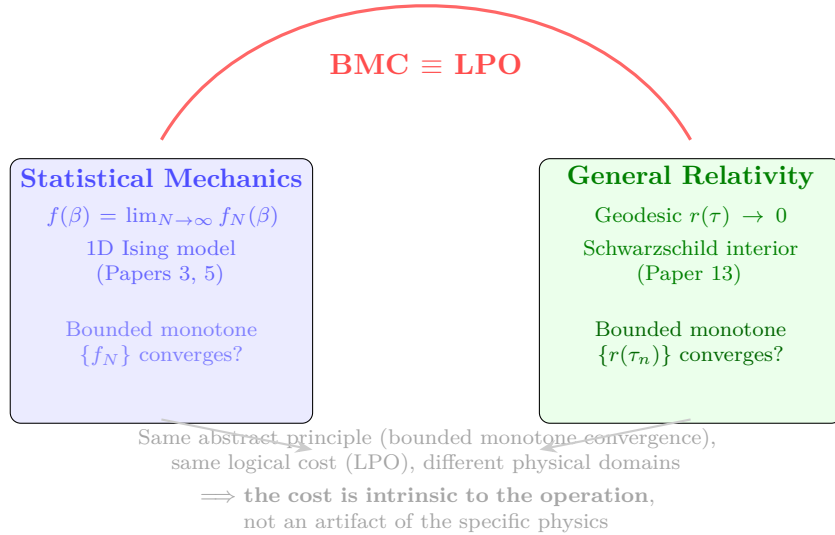 BMC ≡ LPO
Statistical Mechanics
f(β) = lim_{N→∞} f_N(β)
1D Ising model
(Papers 3, 5)
Bounded monotone
{f_N} converges?
General Relativity
Geodesic r(τ) → 0
Schwarzschild interior
(Paper 13)
Bounded monotone
{r(τ_n)} converges?
Same abstract principle (bounded monotone convergence),
same logical cost (LPO), different physical domains
⟹ the cost is intrinsic to the operation,
not an artifact of the specific physics